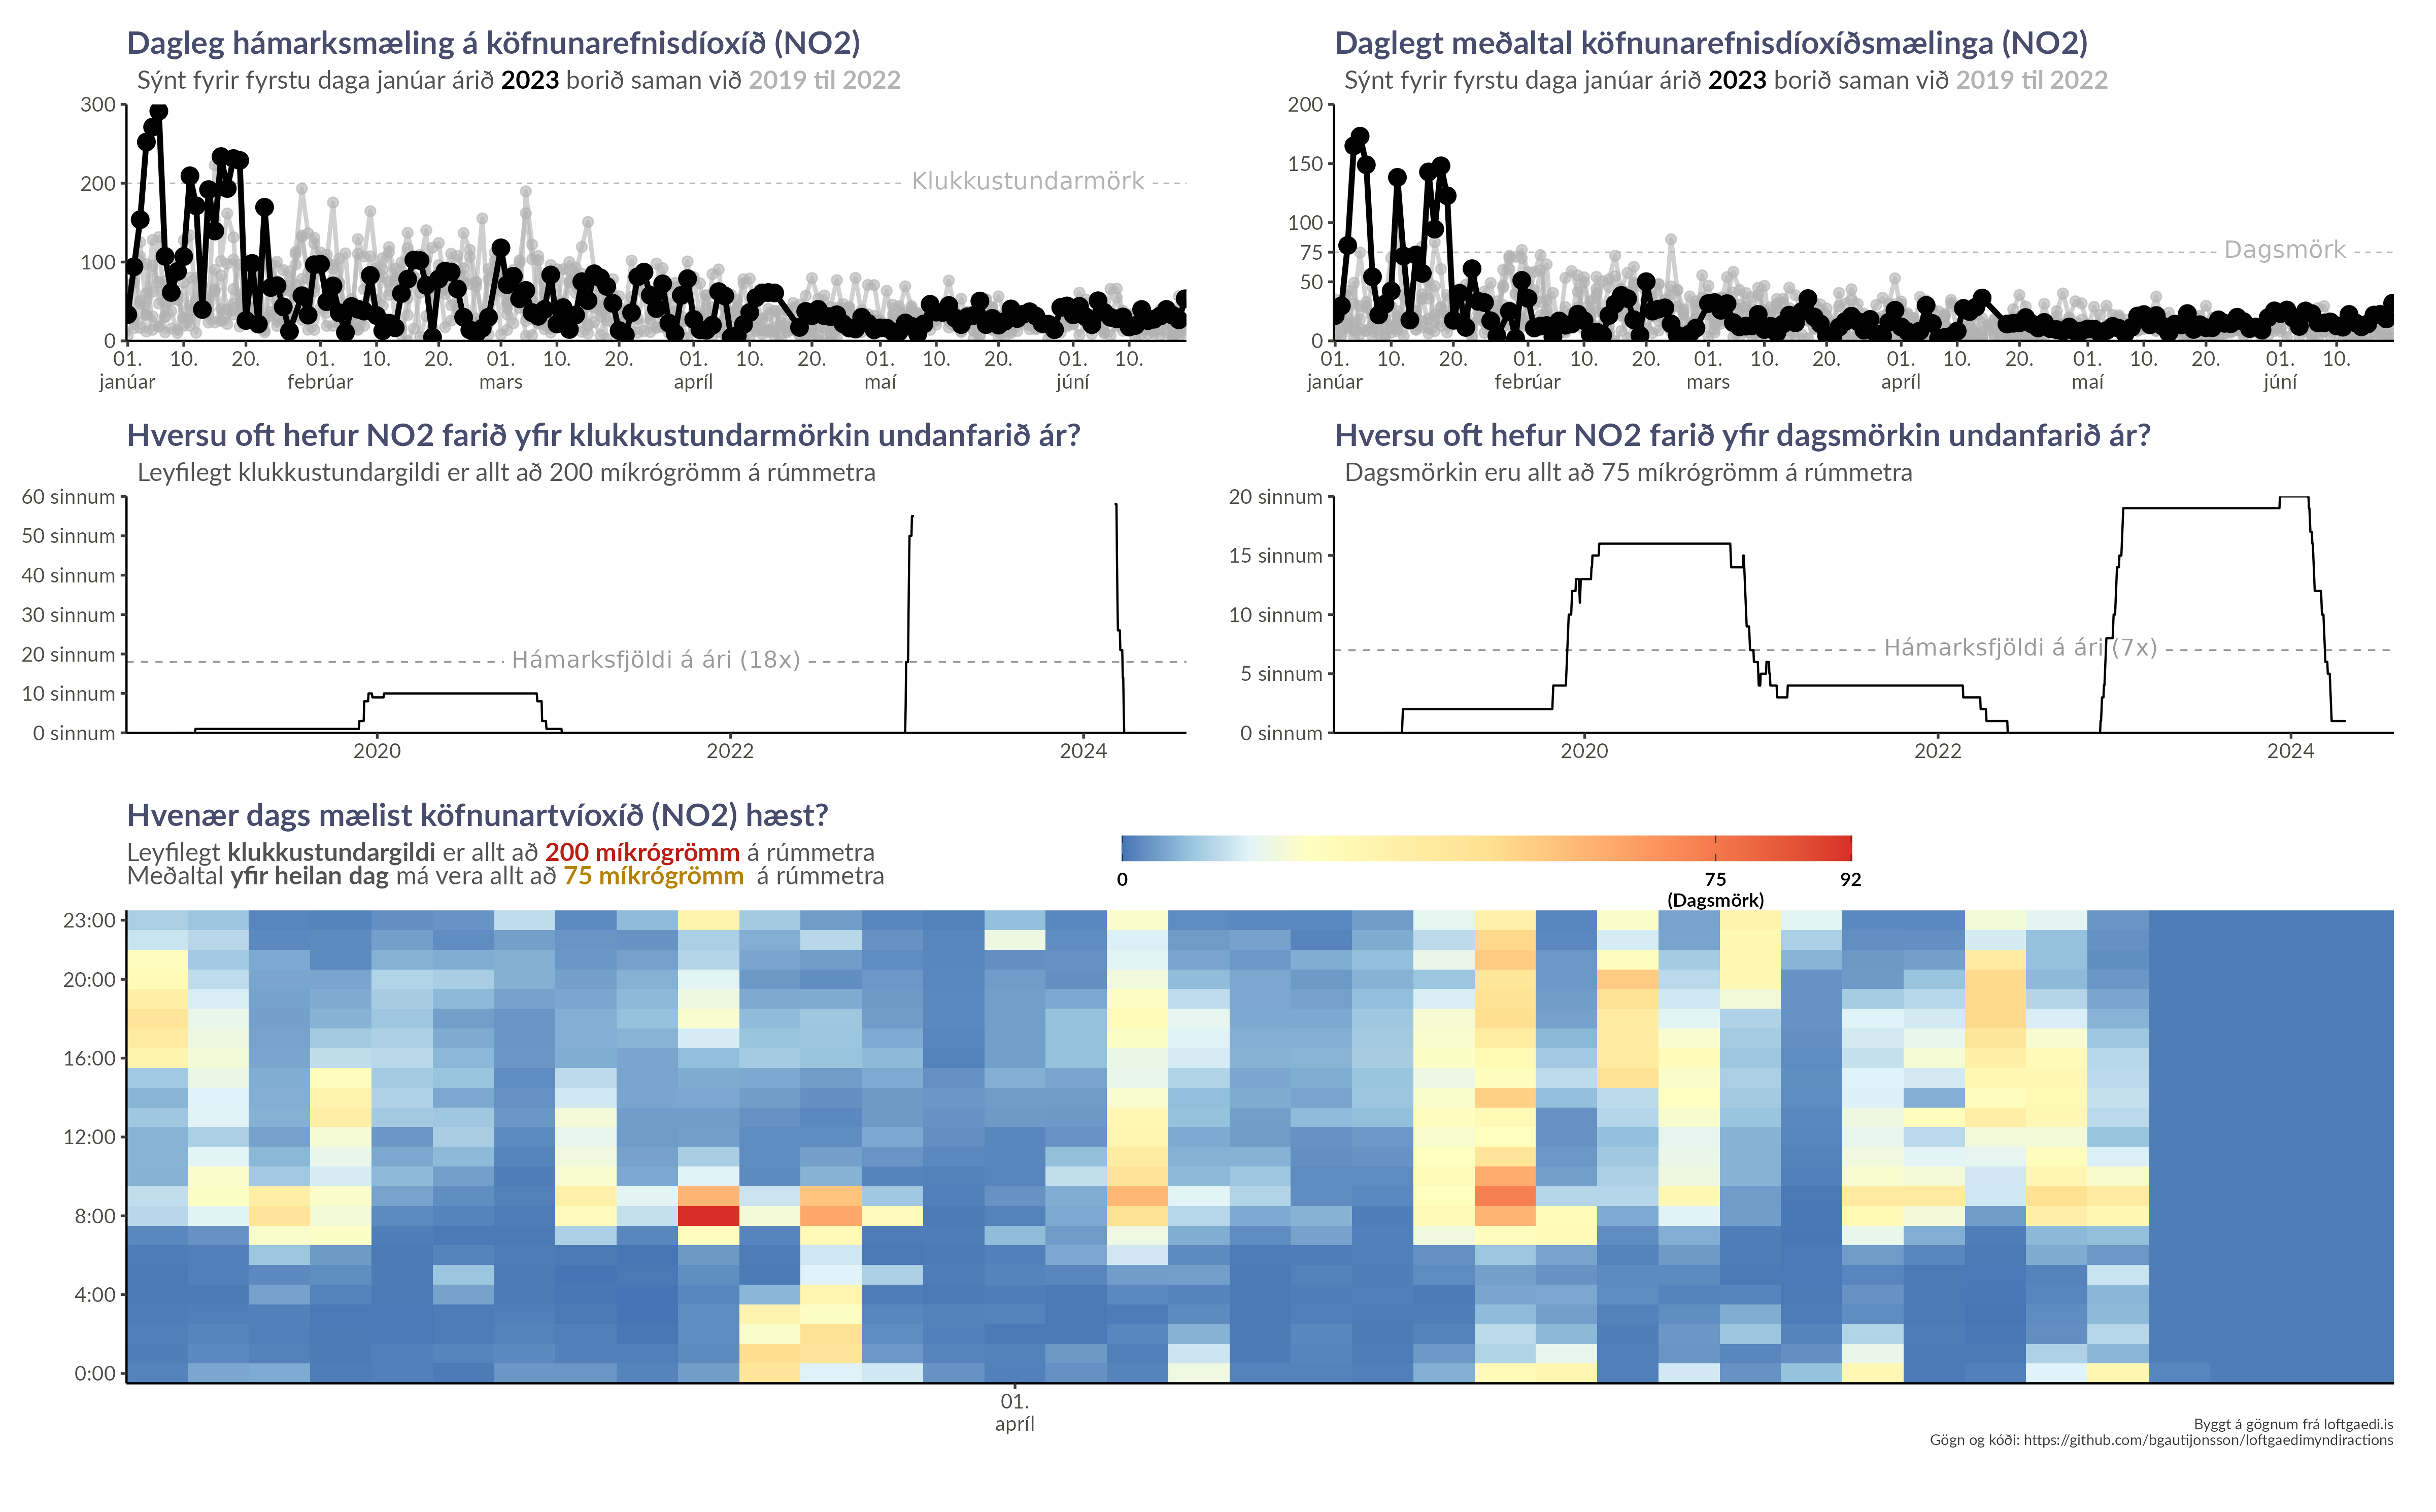 Dagleg hámarksmæling á köfnunarefnisdíoxíð (NO2)
Sýnt fyrir fyrstu daga janúar árið 2023 borið saman við 2019 til 2022
300
200
100
0
Klukkustundarmörk
01. 10. 20. 01. 10. 20. 01. 10. 20. 01. 10. 20. 01. 10. 20. 01. 10.
janúar febrúar mars apríl maí júní
Daglegt meðaltal köfnunarefnisdíoxíðsmælinga (NO2)
Sýnt fyrir fyrstu daga janúar árið 2023 borið saman við 2019 til 2022
200
150
100
75
50
0
Dagsmörk
01. 10. 20. 01. 10. 20. 01. 10. 20. 01. 10. 20. 01. 10. 20. 01. 10.
janúar febrúar mars apríl maí júní
Hversu oft hefur NO2 farið yfir klukkustundarmörkin undanfarið ár?
Leyfilegt klukkustundargildi er allt að 200 míkrógrömm á rúmmetra
60 sinnum
50 sinnum
40 sinnum
30 sinnum
20 sinnum
10 sinnum
0 sinnum
Hámarksfjöldi á ári (18x)
2020 2022 2024
Hversu oft hefur NO2 farið yfir dagsmörkin undanfarið ár?
Dagsmörkin eru allt að 75 míkrógrömm á rúmmetra
20 sinnum
15 sinnum
10 sinnum
5 sinnum
0 sinnum
Hámarksfjöldi á ári (7x)
2020 2022 2024
Hvenær dags mælist köfnunartvíoxíð (NO2) hæst?
Leyfilegt klukkustundargildi er allt að 200 míkrógrömm á rúmmetra
Meðaltal yfir heilan dag má vera allt að 75 míkrógrömm á rúmmetra
0 75 92
(Dagsmörk)
23:00
20:00
16:00
12:00
8:00
4:00
0:00
01.
apríl
Byggt á gögnum frá loftgaedi.is
Gögn og kóði: https://github.com/bgautijonsson/loftgaedimyndiractions